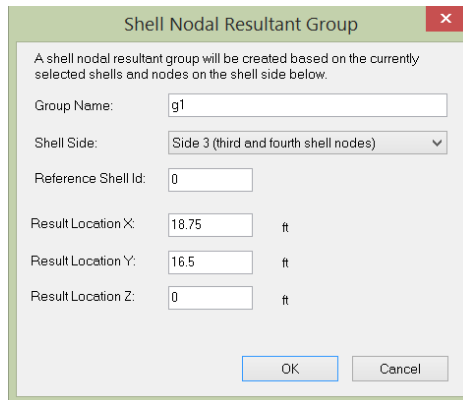 Shell Nodal Resultant Group
A shell nodal resultant group will be created based on the currently
selected shells and nodes on the shell side below.
Group Name: g1
Shell Side: Side 3 (third and fourth shell nodes)
Reference Shell Id: 0
Result Location X: 18.75 ft
Result Location Y: 16.5 ft
Result Location Z: 0 ft
OK Cancel